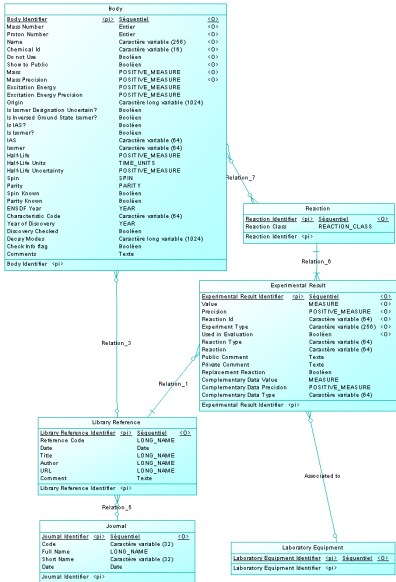 Body
Body Identifier <pi> Séquentiel <O>
Mass Number Entier <O>
Proton Number Entier <O>
Name Caractère variable (256) <O>
Chemical Id Caractère variable (16) <O>
Do not Use Booléen <O>
Show to Public Booléen <O>
Mass POSITIVE_MEASURE <O>
Mass Precision POSITIVE_MEASURE <O>
Excitation Energy POSITIVE_MEASURE
Excitation Energy Precision POSITIVE_MEASURE
Origin Caractère long variable (1024)
Is Isomer Designation Uncertain? Booléen
Is Inversed Ground State Isomer? Booléen
Is IAS? Booléen
Is Isomer? Booléen
IAS Caractère variable (64)
Isomer Caractère variable (64)
Half-Life POSITIVE_MEASURE
Half-Life Units TIME_UNITS
Half-Life Uncertainty POSITIVE_MEASURE
Spin SPIN
Parity PARITY
Spin Known Booléen
Parity Known Booléen
ENSDF Year YEAR
Characteristic Code Caractère variable (64)
Year of Discovery YEAR
Discovery Checked Booléen
Decay Modes Caractère long variable (1024)
Check Info flag Booléen
Comments Texte
Body Identifier <pi>
Relation_7
Reaction
Reaction Identifier <pi> Séquentiel <O>
Reaction Class REACTION_CLASS
Reaction Identifier <pi>
Relation_6
Experimental Result
Experimental Result Identifier <pi> Séquentiel <O>
Value MEASURE <O>
Precision POSITIVE_MEASURE <O>
Reaction Id Caractère variable (64) <O>
Experiment Type Caractère variable (256) <O>
Used in Evaluation Booléen <O>
Reaction Type Caractère variable (64)
Reaction Caractère variable (64)
Public Comment Texte
Private Comment Texte
Replacement Reaction Booléen
Complementary Data Value MEASURE
Complementary Data Precision POSITIVE_MEASURE
Complementary Data Type Caractère variable (64)
Experimental Result Identifier <pi>
Relation_3
Relation_1
Library Reference
Library Reference Identifier <pi> Séquentiel <O>
Reference Code LONG_NAME
Date Date
Title LONG_NAME
Author LONG_NAME
URL LONG_NAME
Comment Texte
Library Reference Identifier <pi>
Associated to
Relation_5
Journal
Journal Identifier <pi> Séquentiel <O>
Code Caractère variable (32)
Full Name LONG_NAME
Short Name Caractère variable (32)
Date Date
Journal Identifier <pi>
Laboratory Equipment
Laboratory Equipment Identifier <pi> Séquentiel <O>
Laboratory Equipment Identifier <pi>